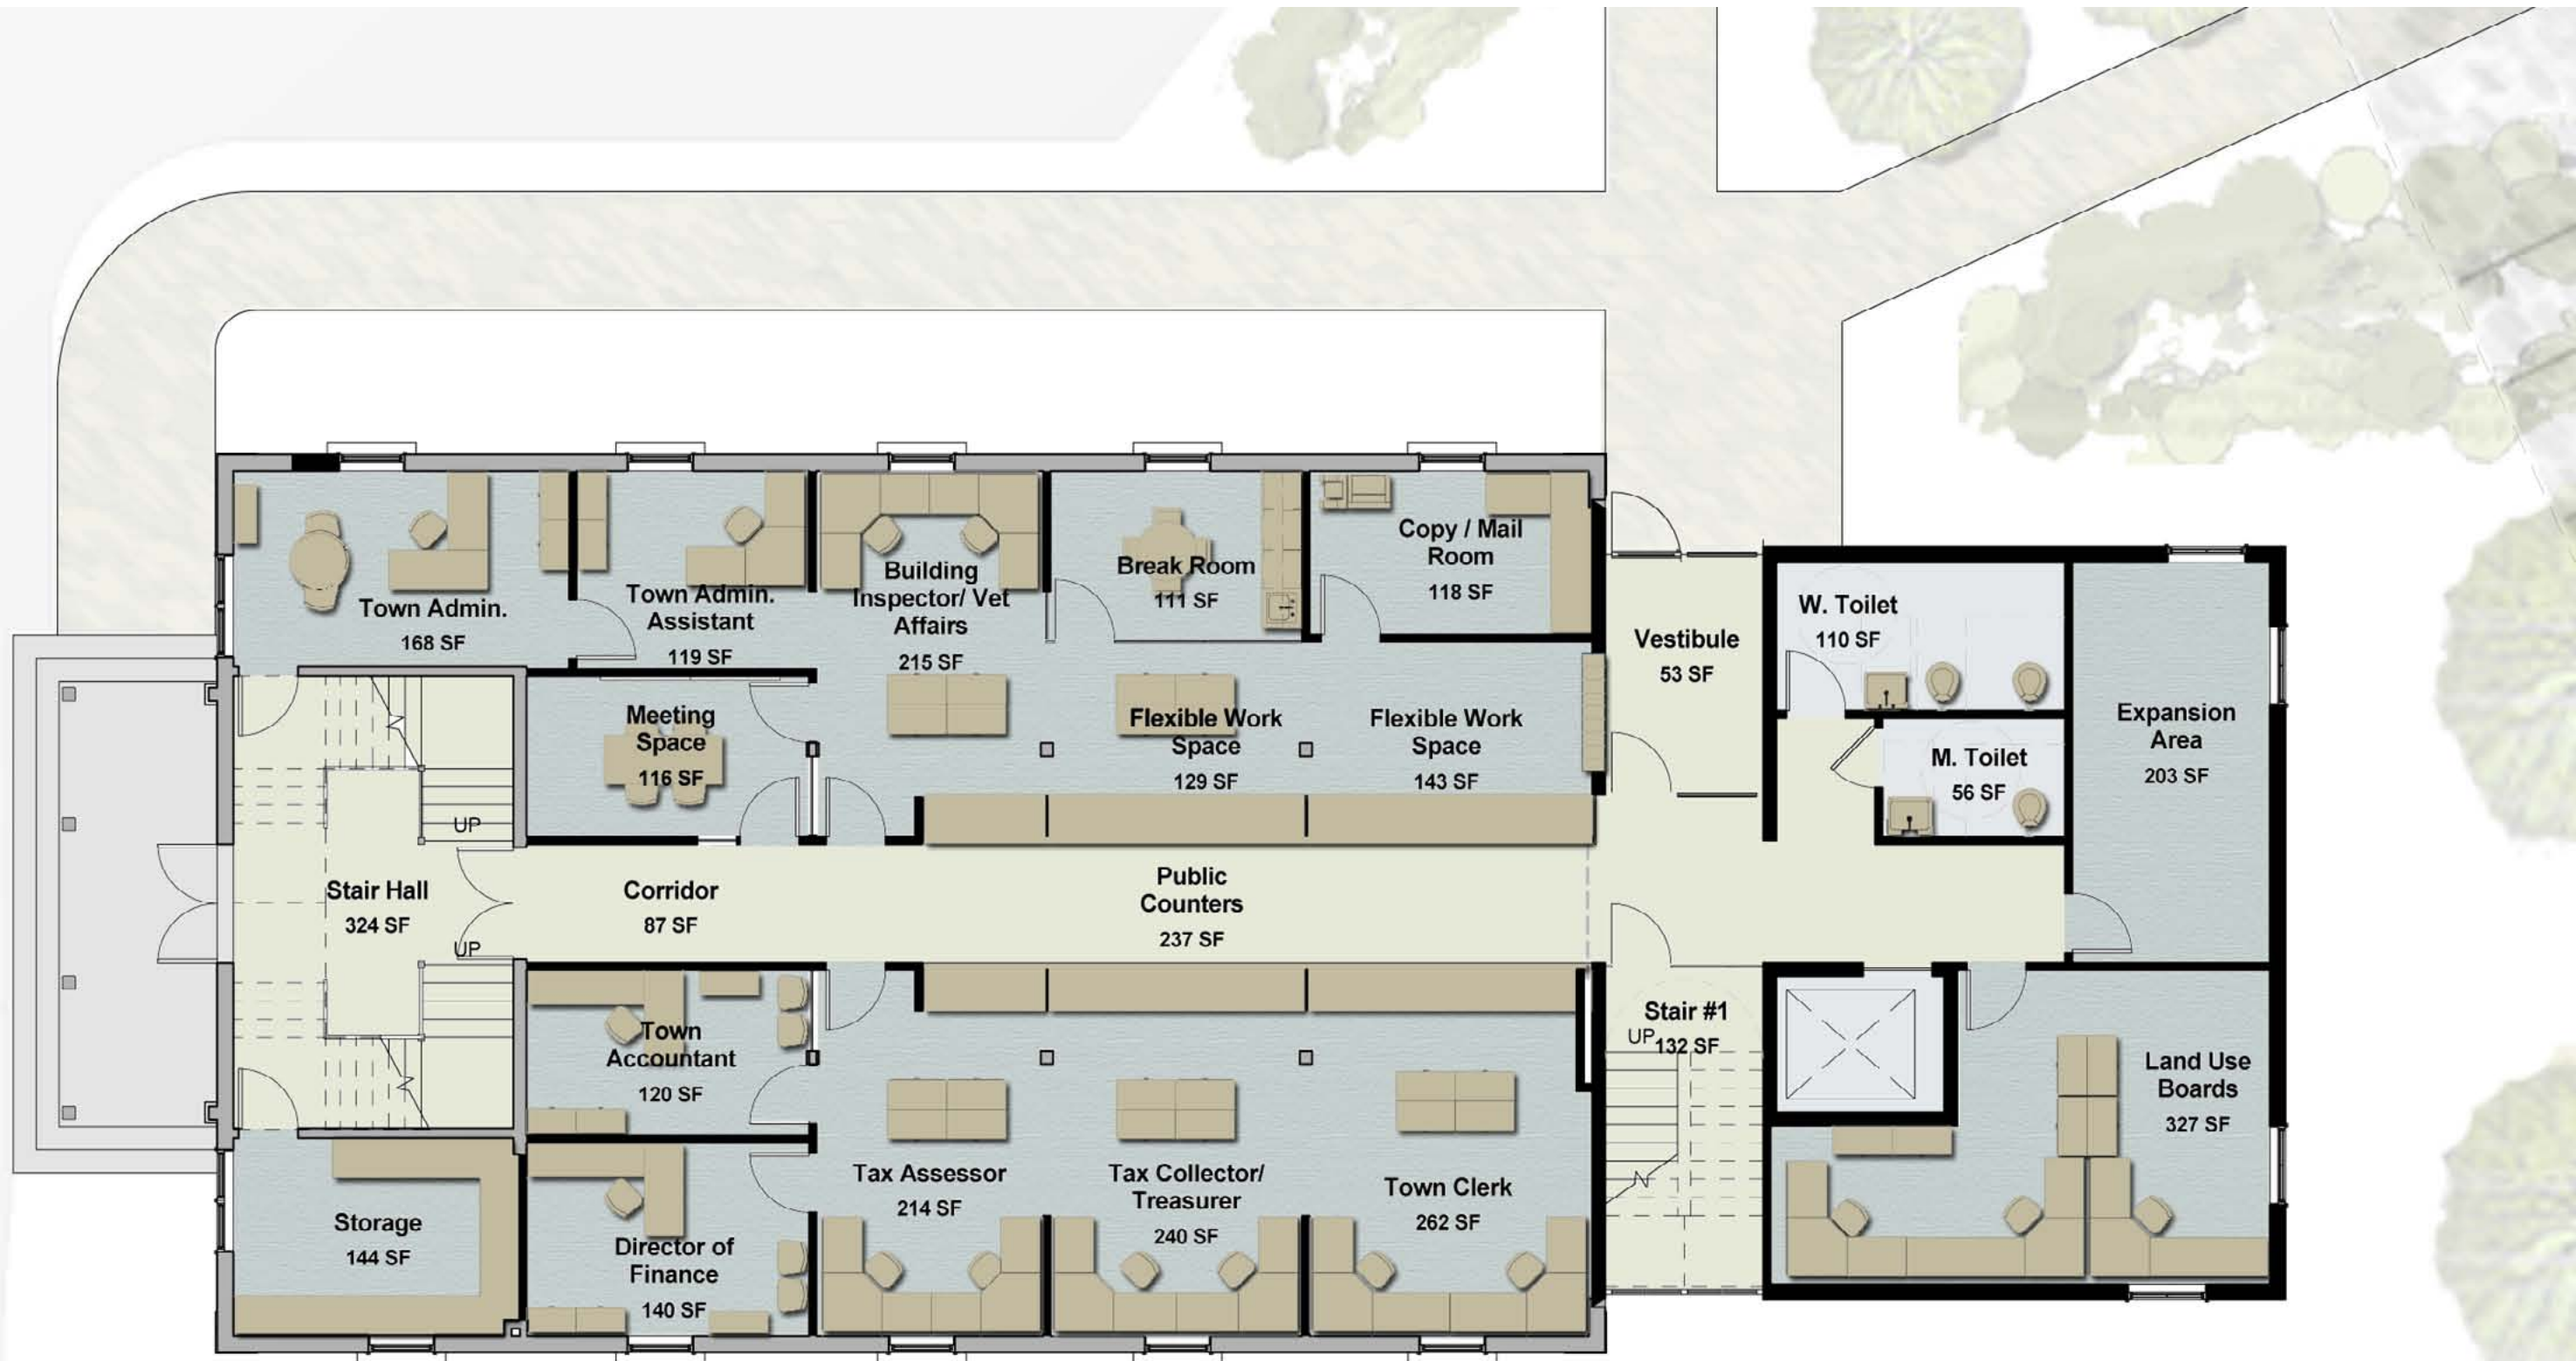 Town Admin.
168 SF
Town Admin.
Assistant
119 SF
Building
Inspector/ Vet
Affairs
215 SF
Break Room
111 SF
Copy / Mail
Room
118 SF
Meeting
Space
116 SF
Flexible Work
Space
129 SF
Flexible Work
Space
143 SF
Vestibule
53 SF
W. Toilet
110 SF
M. Toilet
56 SF
Expansion
Area
203 SF
UP
Stair Hall
324 SF
UP
Corridor
87 SF
Public
Counters
237 SF
Town
Accountant
120 SF
Stair #1
UP
132 SF
Land Use
Boards
327 SF
Storage
144 SF
Director of
Finance
140 SF
Tax Assessor
214 SF
Tax Collector/
Treasurer
240 SF
Town Clerk
262 SF